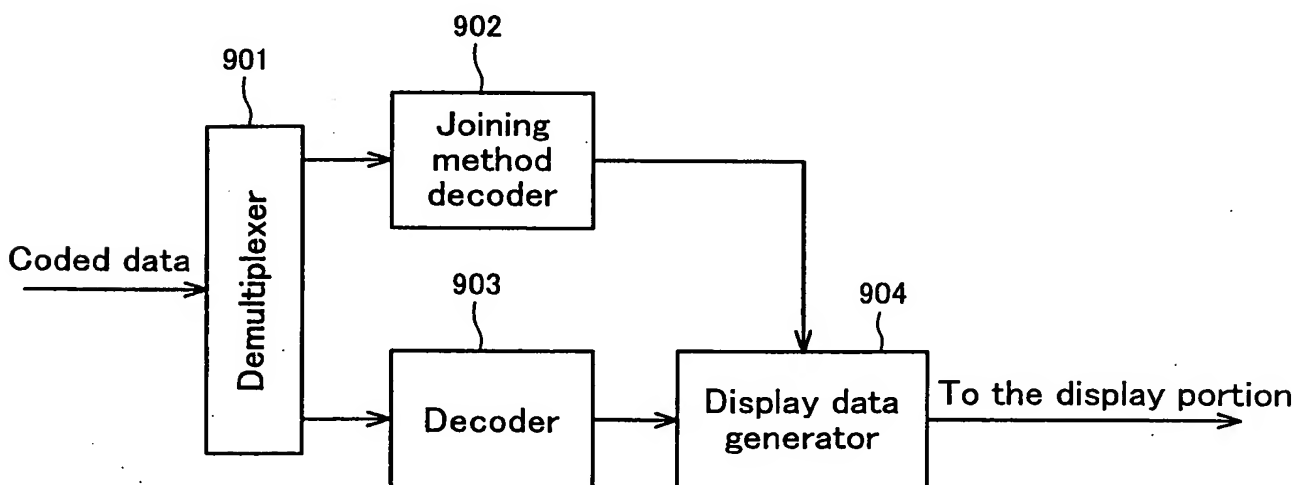 901
902
Joining
method
decoder
Demultiplexer
Coded data
903
Decoder
904
Display data
generator
To the display portion